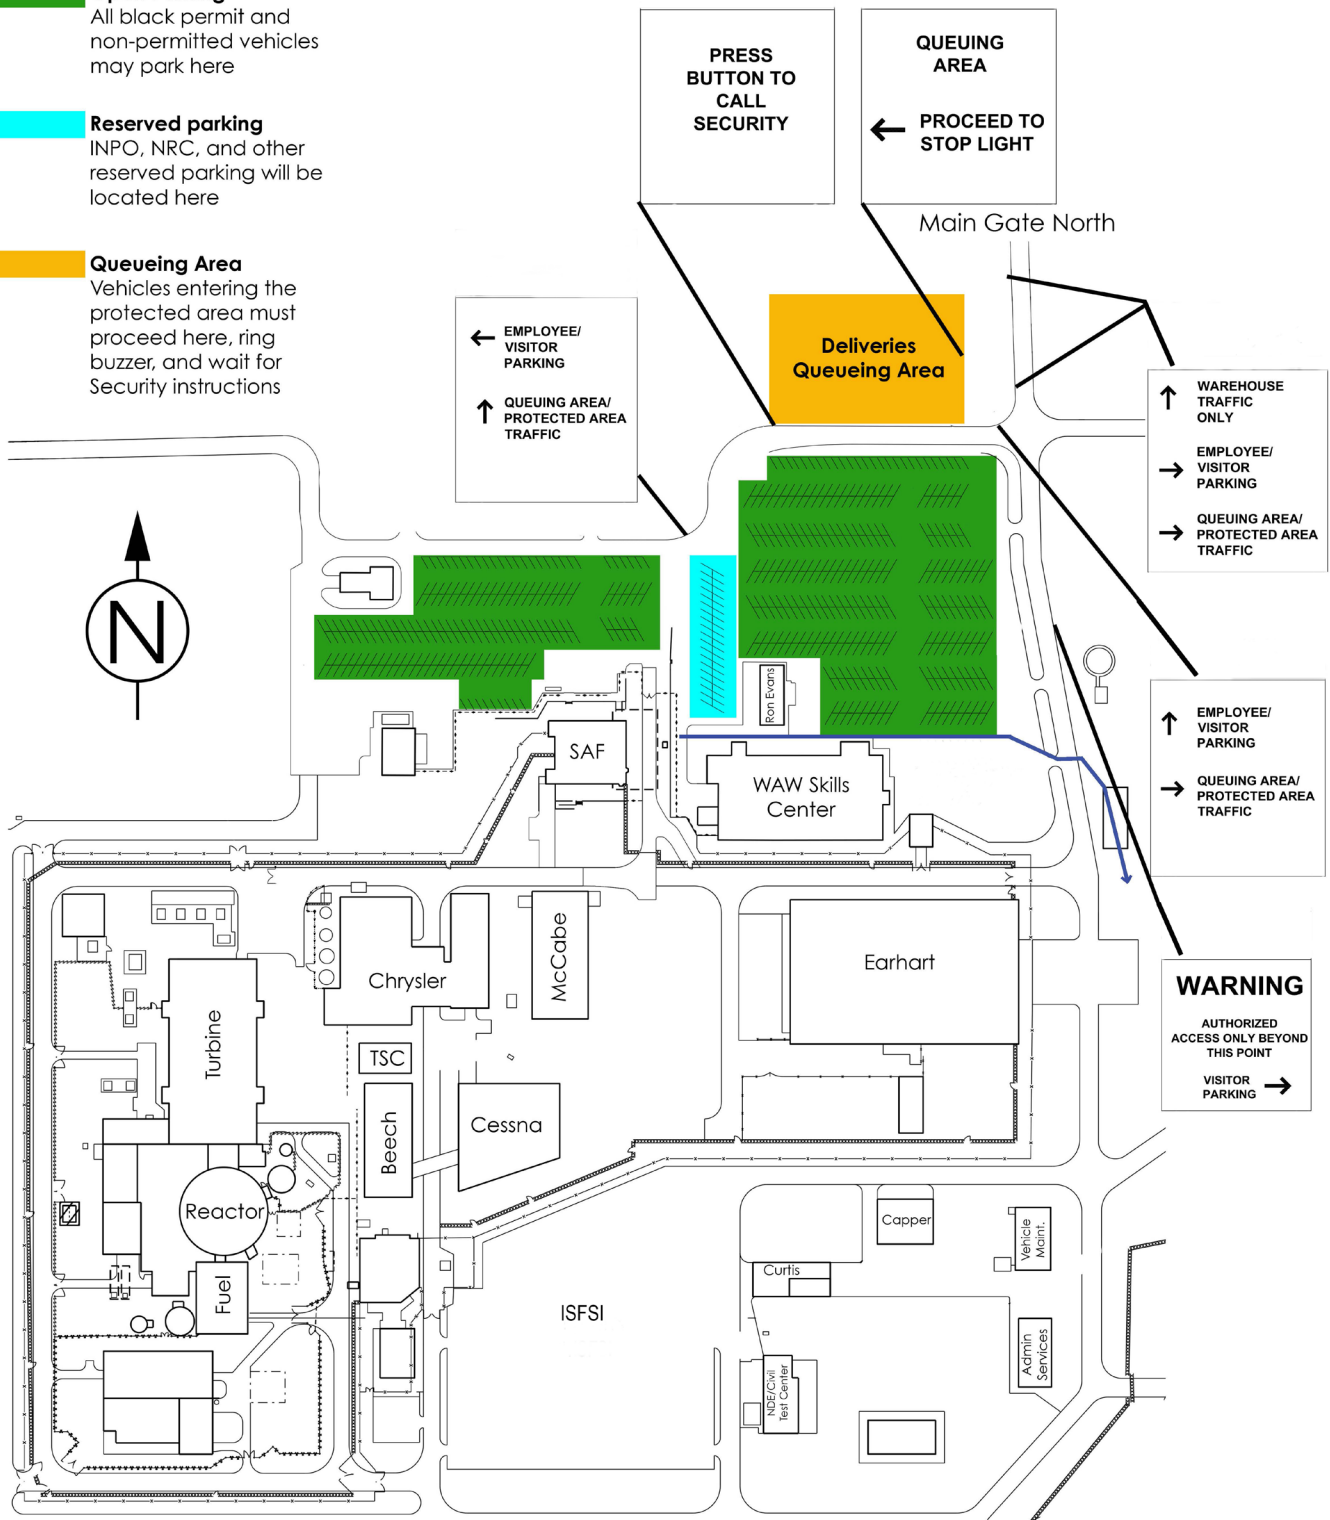 All black permit and
non-permitted vehicles
may park here
Reserved parking
INPO, NRC, and other
reserved parking will be
located here
Queueing Area
Vehicles entering the
protected area must
proceed here, ring
buzzer, and wait for
Security instructions
PRESS
BUTTON TO
CALL
SECURITY
QUEUING
AREA
← PROCEED TO
STOP LIGHT
Main Gate North
← EMPLOYEE/
VISITOR
PARKING
↑ QUEUING AREA/
PROTECTED AREA
TRAFFIC
Deliveries
Queueing Area
↑ WAREHOUSE
TRAFFIC
ONLY
→ EMPLOYEE/
VISITOR
PARKING
→ QUEUING AREA/
PROTECTED AREA
TRAFFIC
N
Ron Evans
↑ EMPLOYEE/
VISITOR
PARKING
→ QUEUING AREA/
PROTECTED AREA
TRAFFIC
SAF
WAW Skills
Center
McCabe
Earhart
Chrysler
WARNING
AUTHORIZED
ACCESS ONLY BEYOND
THIS POINT
VISITOR
PARKING →
Turbine
TSC
Beech
Cessna
Reactor
Capper
Vehicle
Maint.
Curtis
Fuel
ISFSI
Admin
Services
NDE/Civil
Test Center